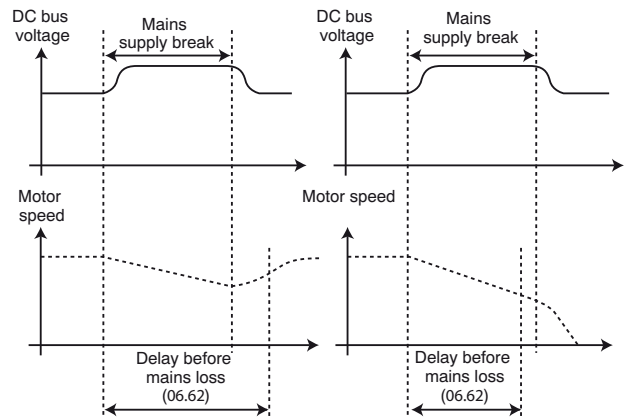 DC bus
voltage
Mains
supply break
Motor
speed
Delay before
mains loss
(06.62)
DC bus
voltage
Mains
supply break
Motor speed
Delay before
mains loss
(06.62)